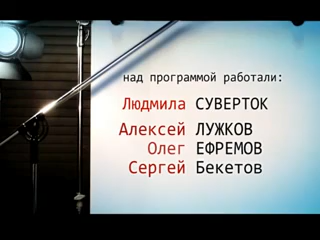 над программой работали:
Людмила СУВЕРТОК
Алексей ЛУЖКОВ
Олег ЕФРЕМОВ
Сергей Бекетов